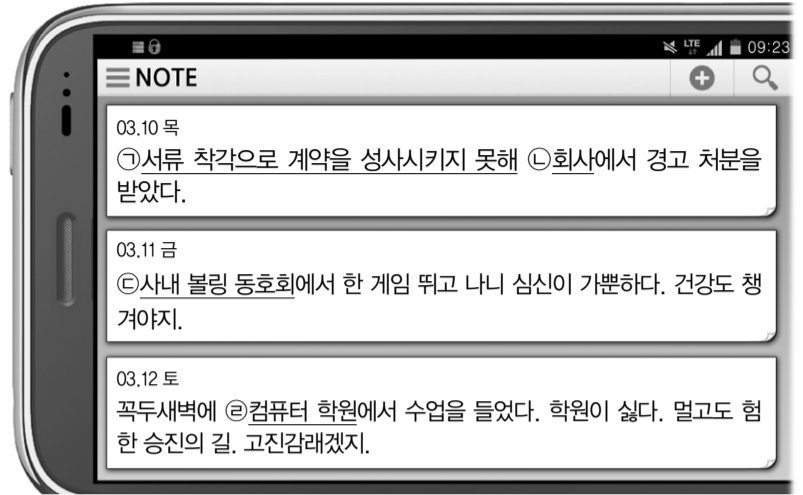 LTE 09:23
NOTE
03.10 목
㉠서류 착각으로 계약을 성사시키지 못해 ㉡회사에서 경고 처분을
받았다.
03.11 금
㉢사내 볼링 동호회에서 한 게임 뛰고 나니 심신이 가뿐하다. 건강도 챙
겨야지.
03.12 토
꼭두새벽에 ㉣컴퓨터 학원에서 수업을 들었다. 학원이 싫다. 멀고도 험
한 승진의 길. 고진감래겠지.